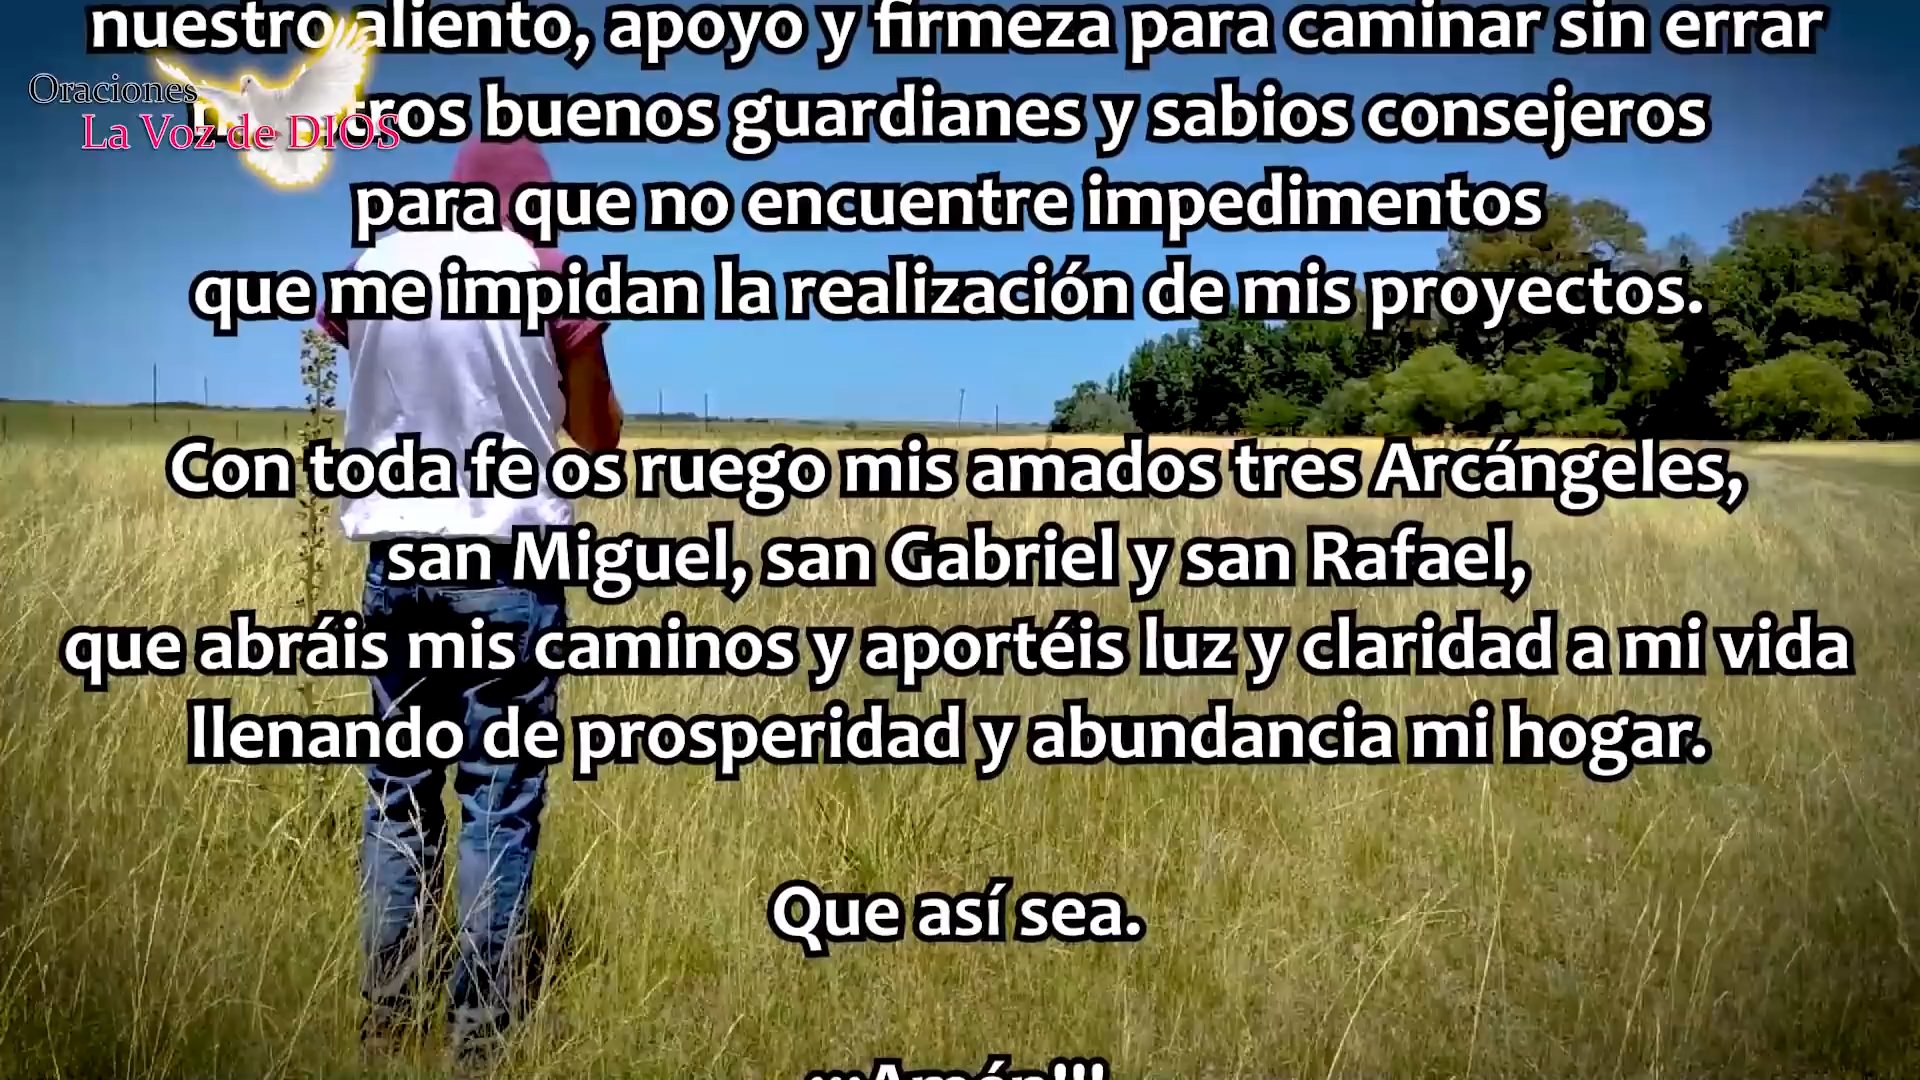 nuestro aliento, apoyo y firmeza para caminar sin errar
Oraciones
La Voz de DIOS
buenos guardianes y sabios consejeros
para que no encuentre impedimentos
que me impidan la realización de mis proyectos.
Con toda fe os ruego mis amados tres Arcángeles,
san Miguel, san Gabriel y san Rafael,
que abráis mis caminos y aportéis luz y claridad a mi vida
llenando de prosperidad y abundancia mi hogar.
Que así sea.
¡¡¡Amén!!!